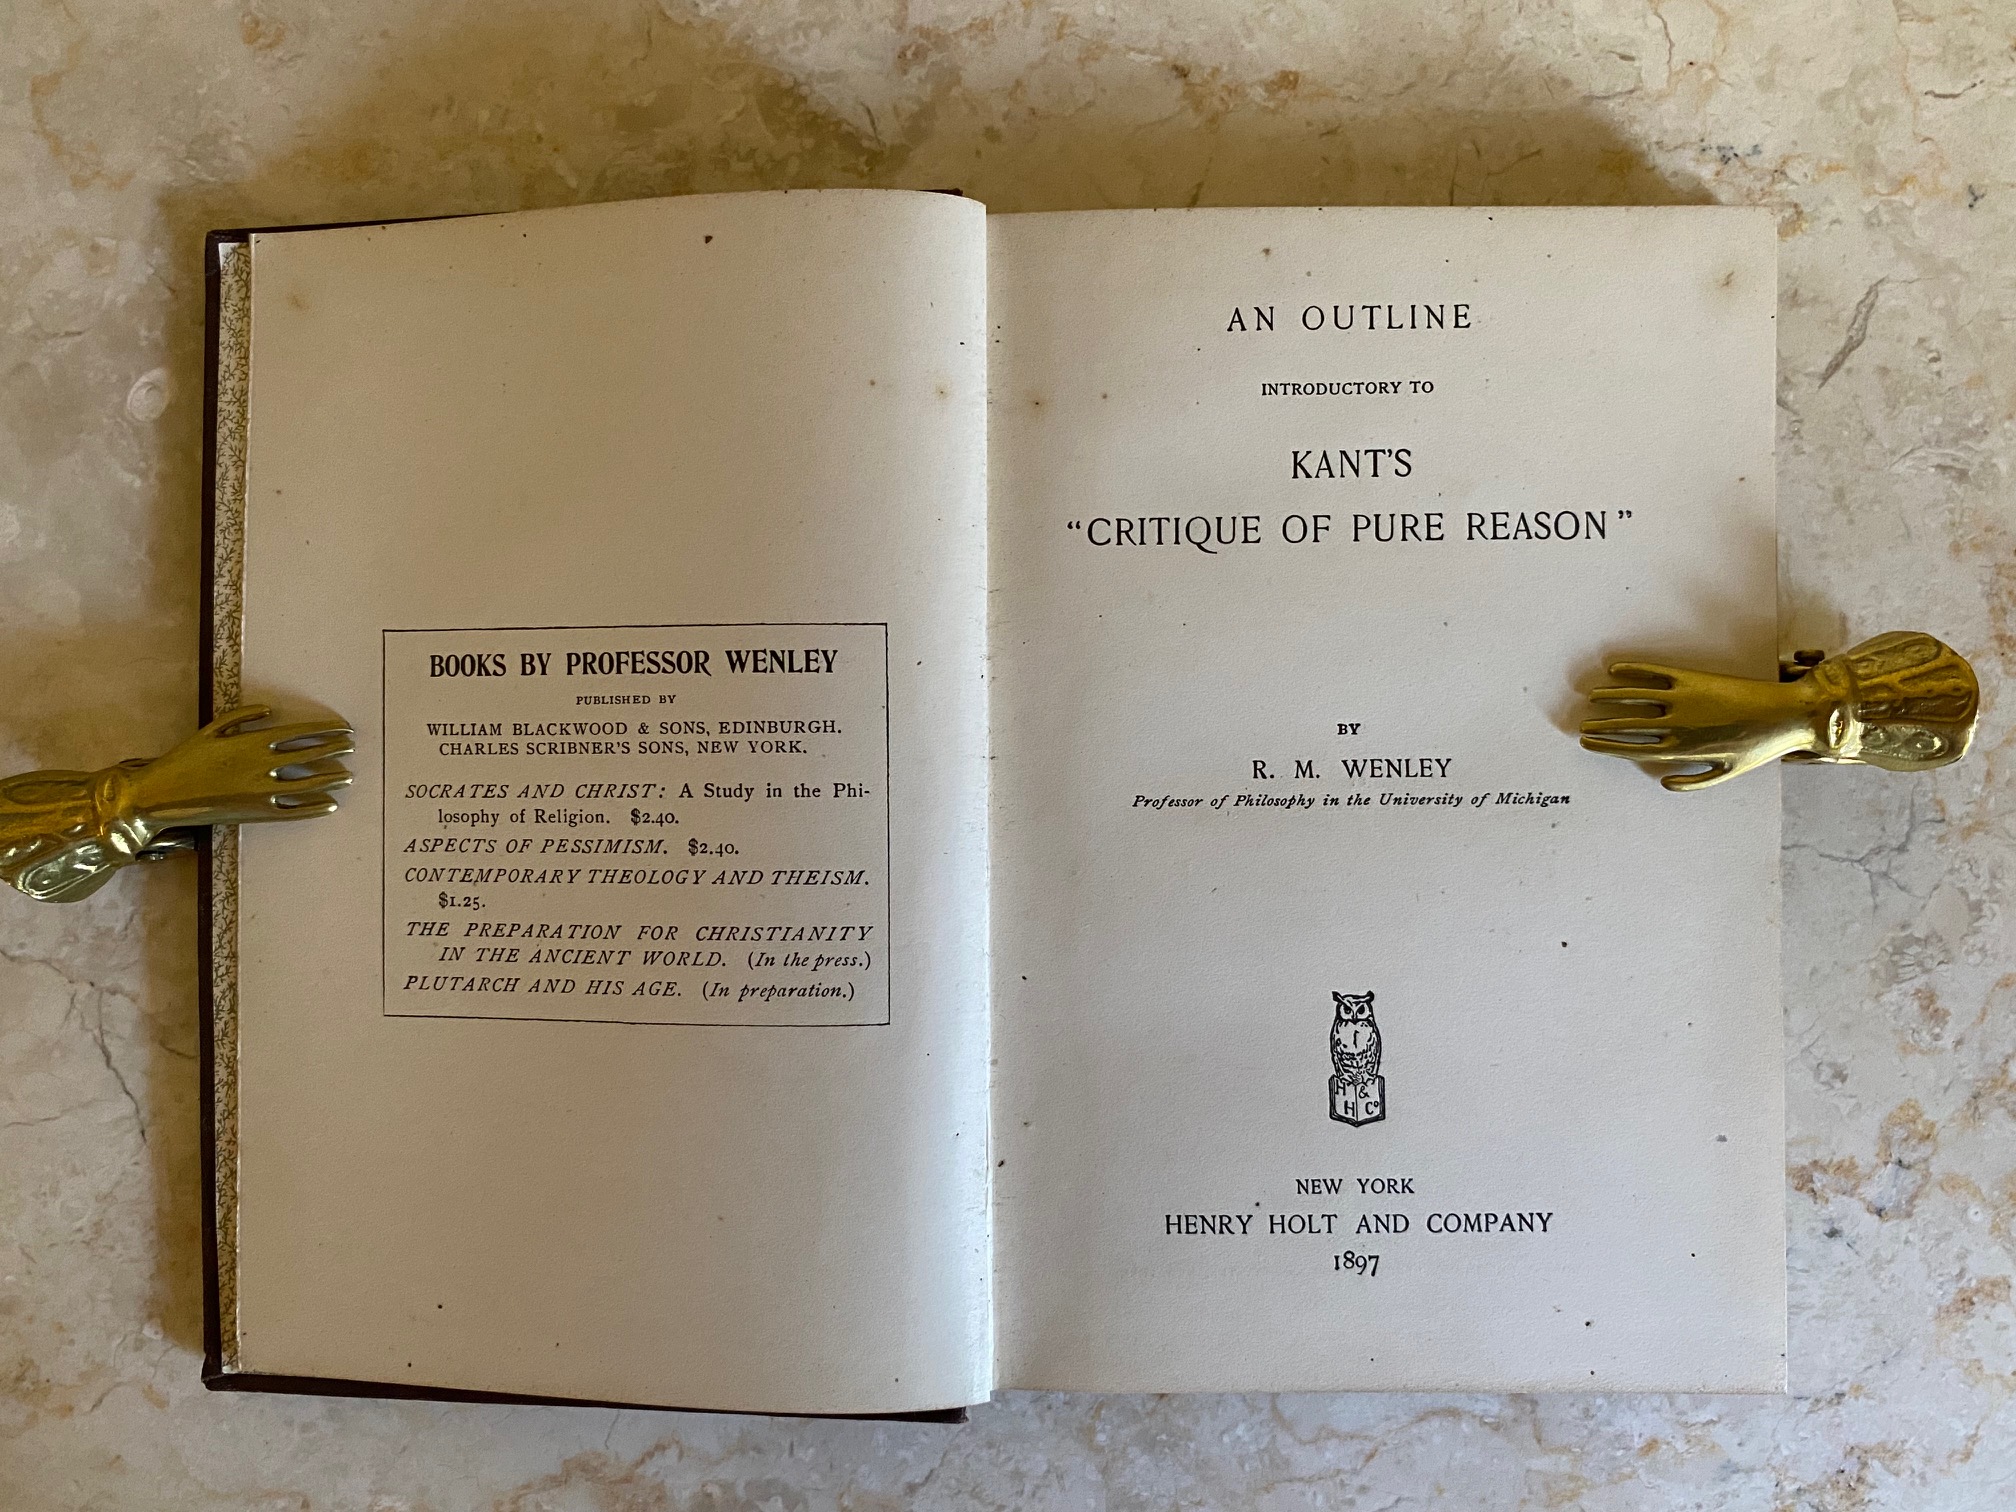 BOOKS BY PROFESSOR WENLEY
PUBLISHED BY
WILLIAM BLACKWOOD & SONS, EDINBURGH.
CHARLES SCRIBNER'S SONS, NEW YORK.
SOCRATES AND CHRIST: A Study in the Phi-
losophy of Religion. $2.40.
ASPECTS OF PESSIMISM. $2.40.
CONTEMPORARY THEOLOGY AND THEISM.
$1.25.
THE PREPARATION FOR CHRISTIANITY
IN THE ANCIENT WORLD. (In the press.)
PLUTARCH AND HIS AGE. (In preparation.)
AN OUTLINE
INTRODUCTORY TO
KANT'S
"CRITIQUE OF PURE REASON"
BY
R. M. WENLEY
Professor of Philosophy in the University of Michigan
H &
H Co
NEW YORK
HENRY HOLT AND COMPANY
1897